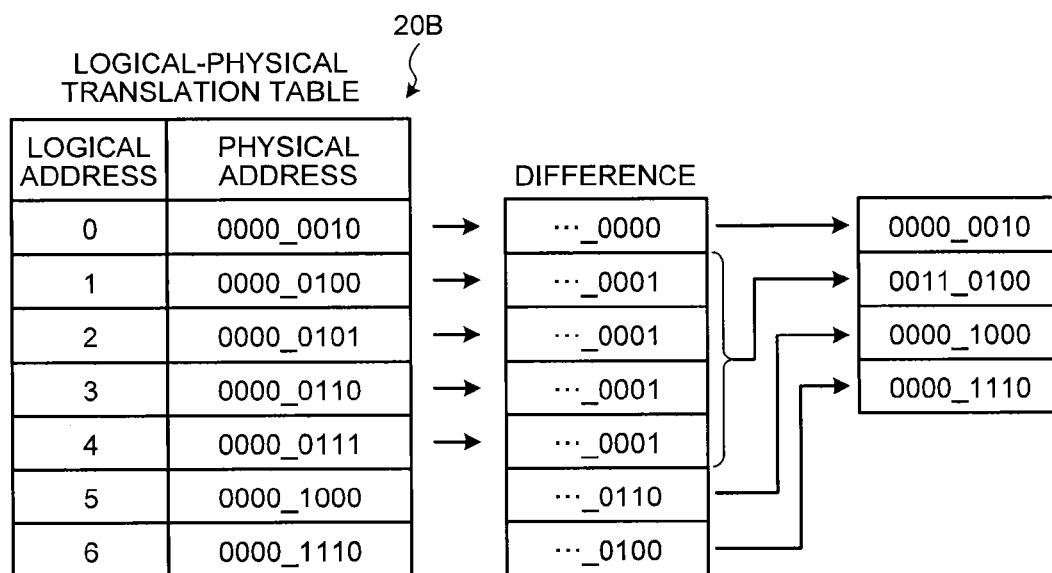 20B
LOGICAL-PHYSICAL
TRANSLATION TABLE
LOGICAL ADDRESS PHYSICAL ADDRESS DIFFERENCE
0 0000_0010 ···_0000 0000_0010
1 0000_0100 ···_0001 0011_0100
2 0000_0101 ···_0001 0000_1000
3 0000_0110 ···_0001 0000_1110
4 0000_0111 ···_0001
5 0000_1000 ···_0110
6 0000_1110 ···_0100